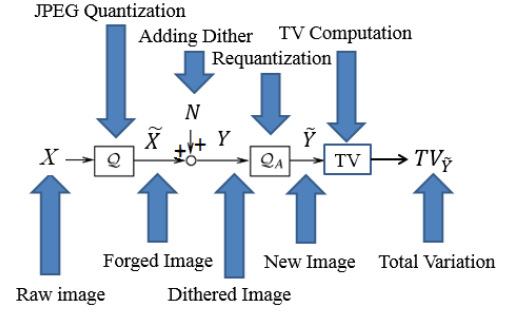 JPEG Quantization
Adding Dither
TV Computation
Requantization
N
X̃
+ + Y
Ỹ
X
Q
Q_A
TV
TV_Ỹ
Forged Image
New Image
Total Variation
Raw image
Dithered Image